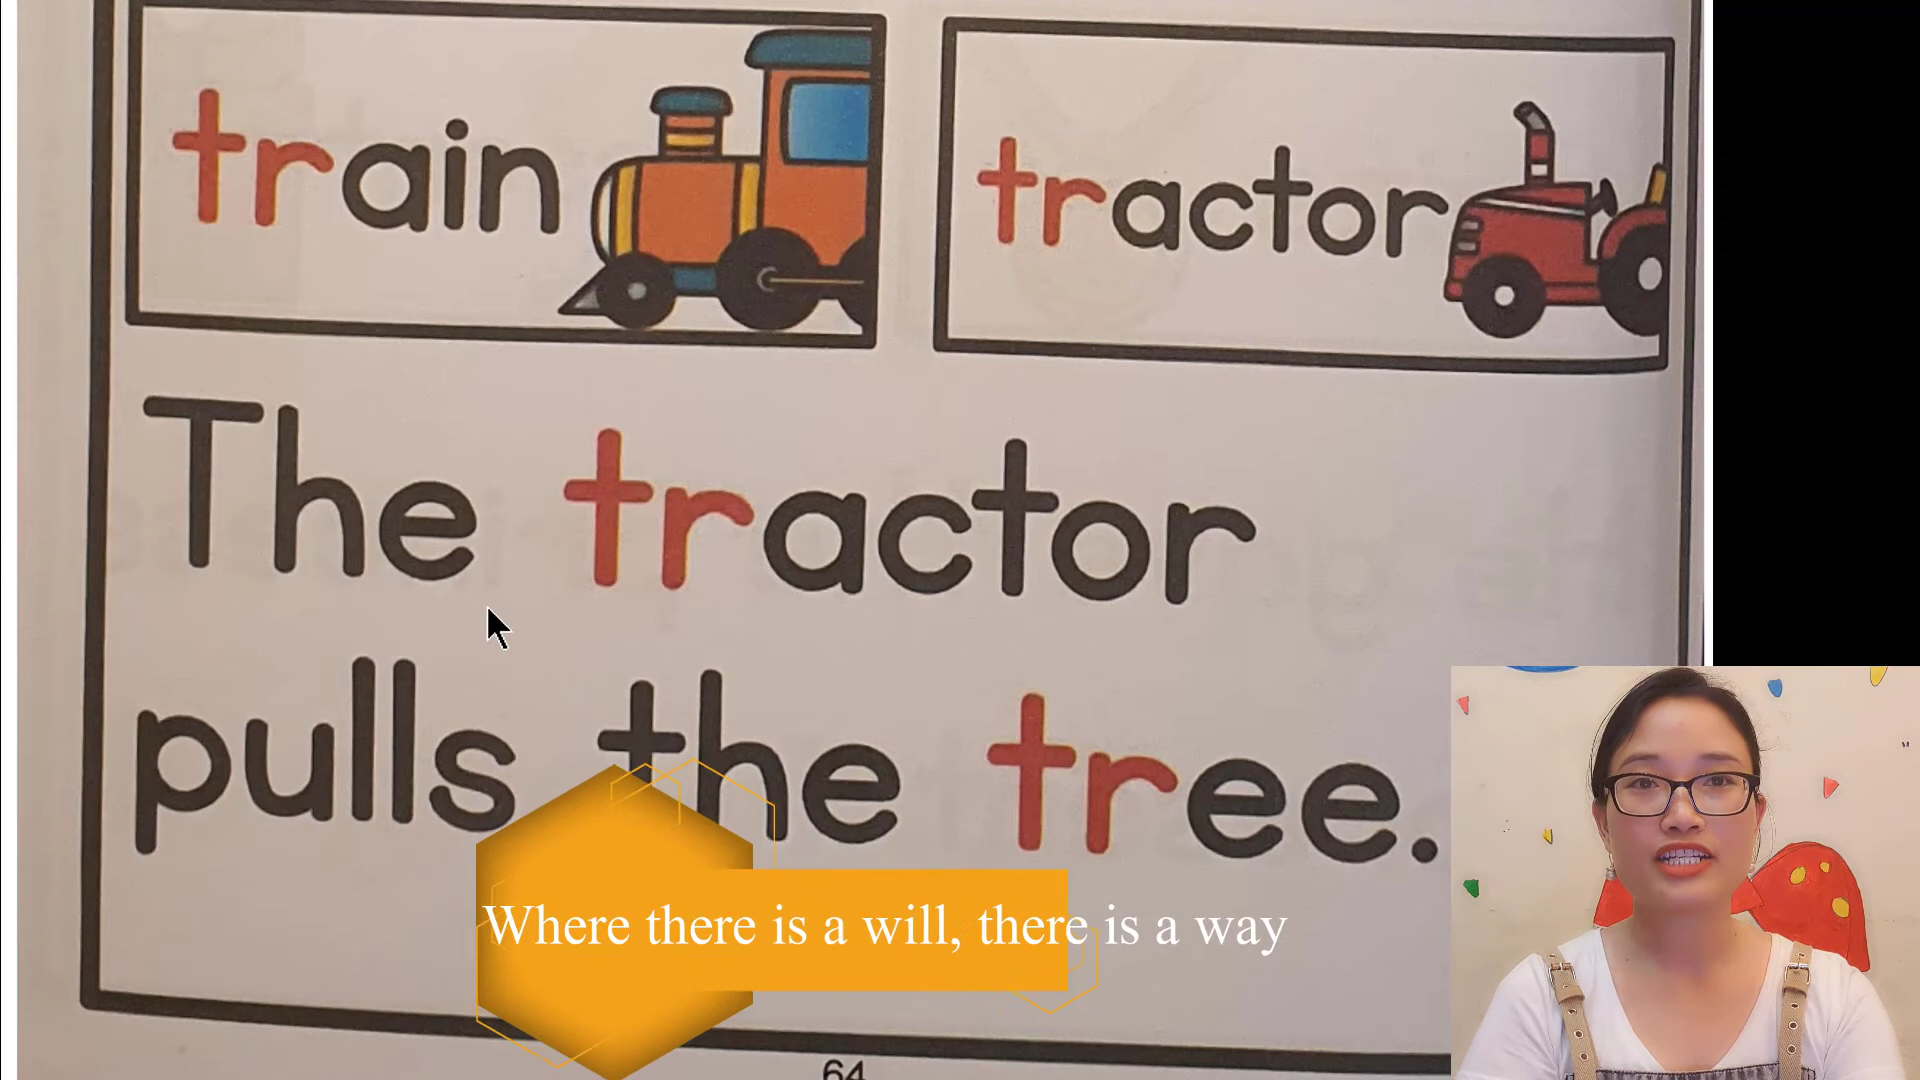 train
tractor
The tractor
pulls the tree.
Where there is a will, there is a way
64